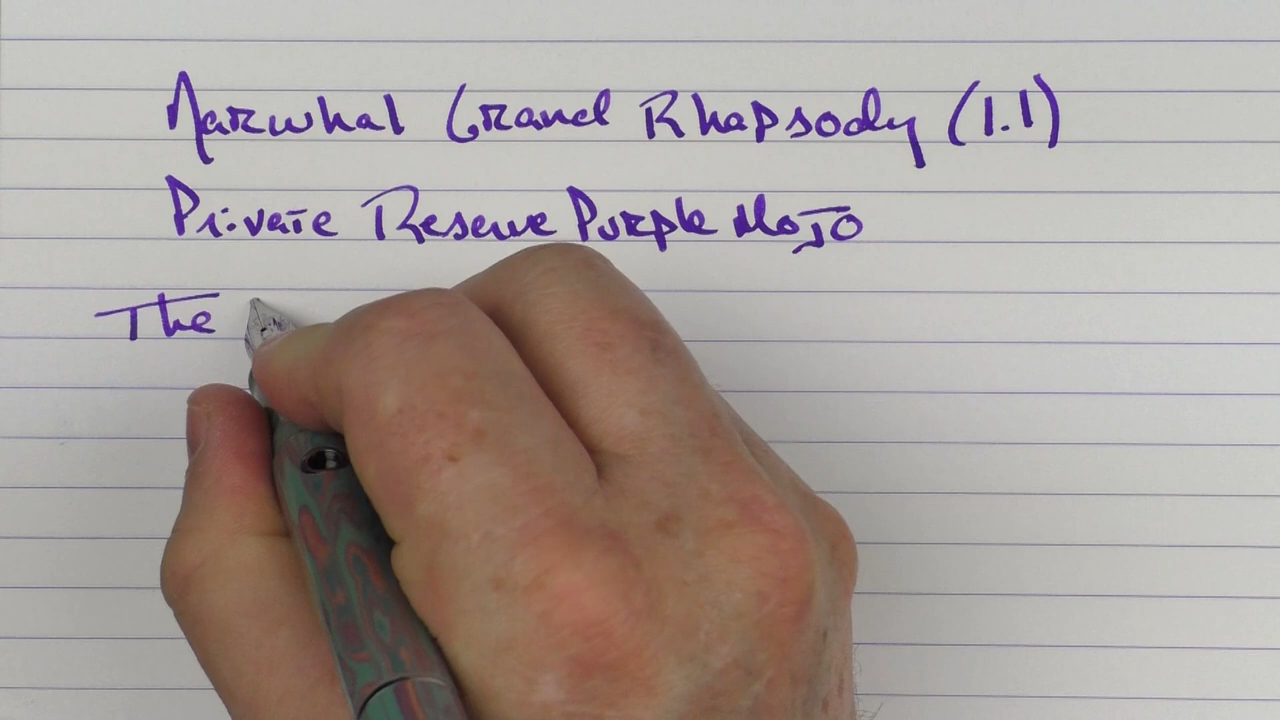 Narwhal Grand Rhapsody (1.1)
Private Reserve Purple Mojo
The